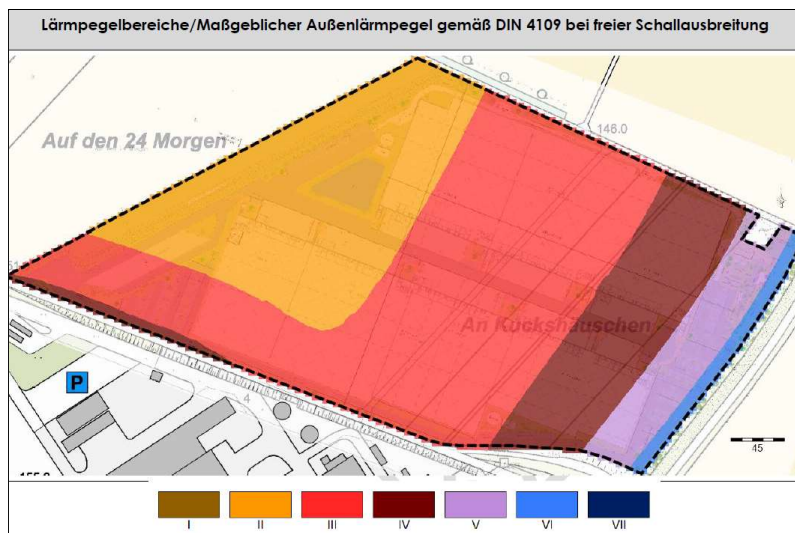 Lärmpegelbereiche/Maßgeblicher Außenlärmpegel gemäß DIN 4109 bei freier Schallausbreitung
146.0
Auf den 24 Morgen
An Kuckshäuschen
P
4
45
I II III IV V VI VII